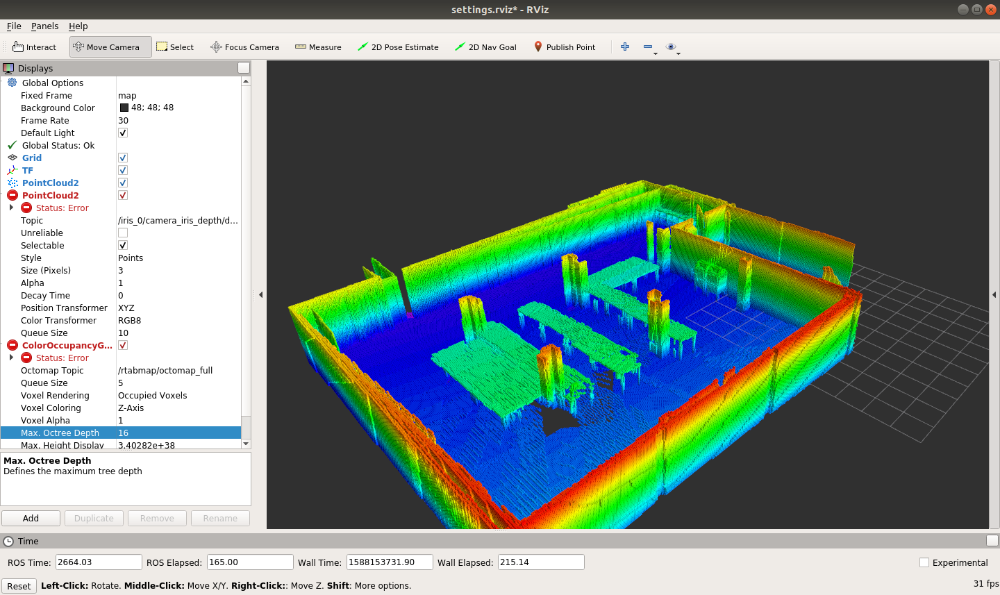 settings.rviz* - RViz
File Panels Help
Interact Move Camera Select Focus Camera Measure 2D Pose Estimate 2D Nav Goal Publish Point
Displays
Global Options
Fixed Frame map
Background Color 48; 48; 48
Frame Rate 30
Default Light
Global Status: Ok
Grid
TF
PointCloud2
PointCloud2
Status: Error
Topic /iris_0/camera_iris_depth/d...
Unreliable
Selectable
Style Points
Size (Pixels) 3
Alpha 1
Decay Time 0
Position Transformer XYZ
Color Transformer RGB8
Queue Size 10
ColorOccupancyG...
Status: Error
Octomap Topic /rtabmap/octomap_full
Queue Size 5
Voxel Rendering Occupied Voxels
Voxel Coloring Z-Axis
Voxel Alpha 1
Max. Octree Depth 16
Max. Height Display 3.40282e+38
Max. Octree Depth
Defines the maximum tree depth
Add Duplicate Remove Rename
Time
ROS Time: 2664.03 ROS Elapsed: 165.00 Wall Time: 1588153731.90 Wall Elapsed: 215.14 Experimental
Reset Left-Click: Rotate. Middle-Click: Move X/Y. Right-Click:: Move Z. Shift: More options. 31 fps